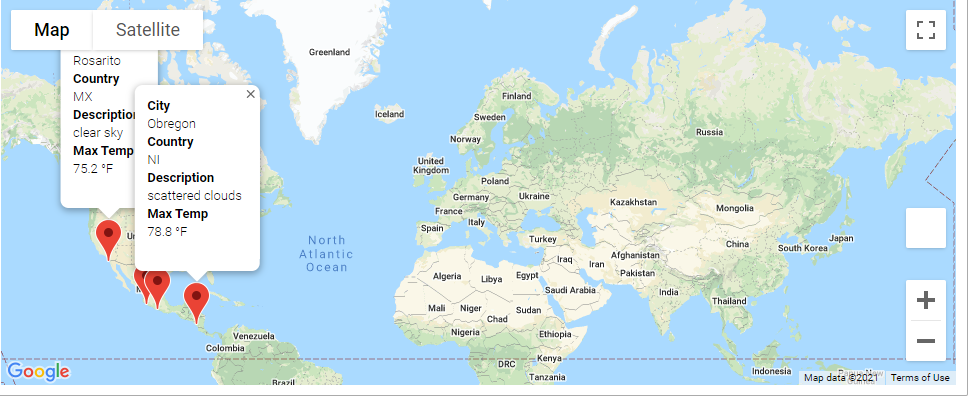 Map
Satellite
Rosarito
Country
MX
Description
clear sky
Max Temp
75.2 °F
City
Obregon
Country
NI
Description
scattered clouds
Max Temp
78.8 °F
Greenland
Iceland
Finland
Sweden
Norway
Russia
United
Kingdom
Poland
Germany
Ukraine
France
Kazakhstan
Mongolia
Italy
Spain
Turkey
China
Japan
South Korea
North
Atlantic
Ocean
Iraq
Iran
Afghanistan
Pakistan
Algeria
Libya
Egypt
Saudi Arabia
India
Thailand
Mali
Niger
Sudan
Chad
Nigeria
Ethiopia
Venezuela
Colombia
Kenya
DRC
Tanzania
Indonesia
Brazil
Google
Map data ©2021
Terms of Use